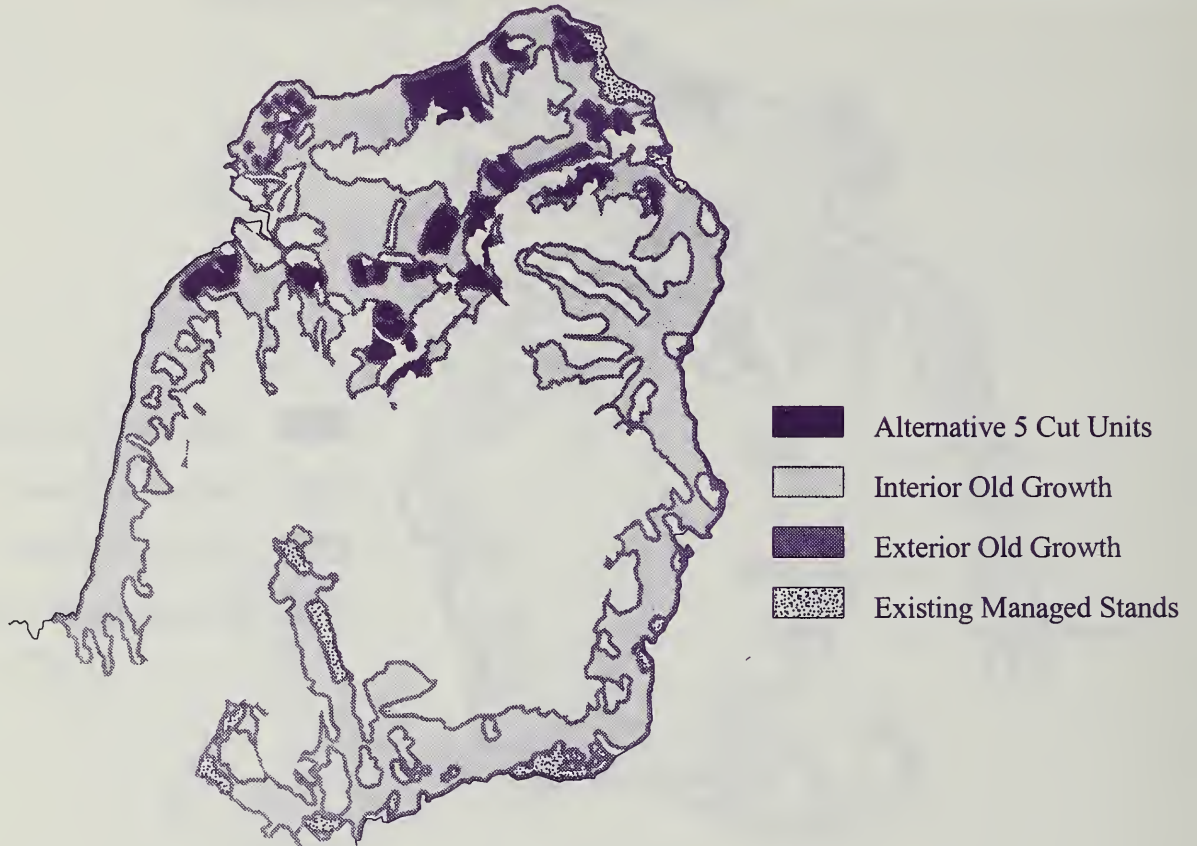 Alternative 5 Cut Units
Interior Old Growth
Exterior Old Growth
Existing Managed Stands